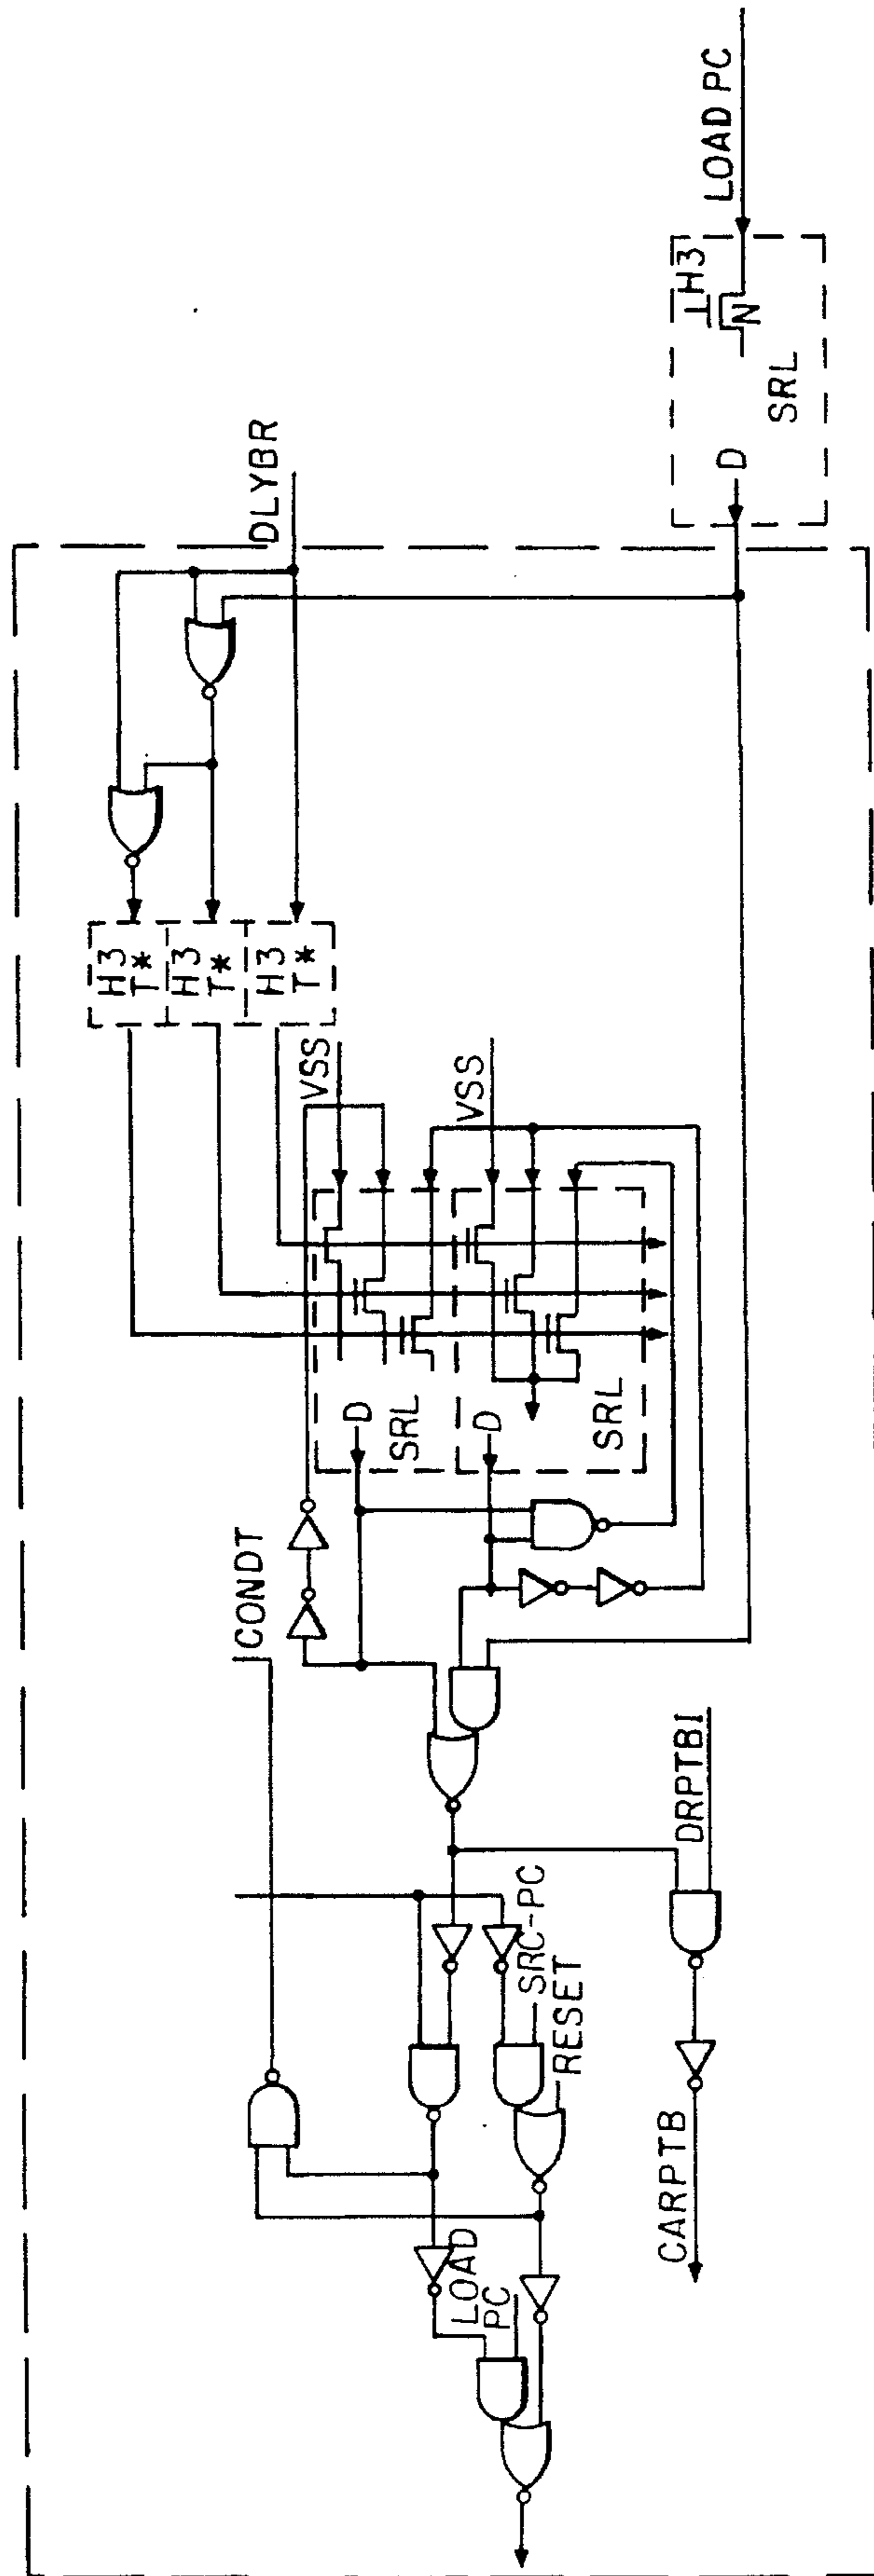 LOAD PC
H3
N
SRL
D
DLYBR
H3
T*
H3
T*
H3
T*
VSS
VSS
D
SRL
D
SRL
ICONDT
DRPTBI
SRC-PC
RESET
LOAD
PC
CARPTB